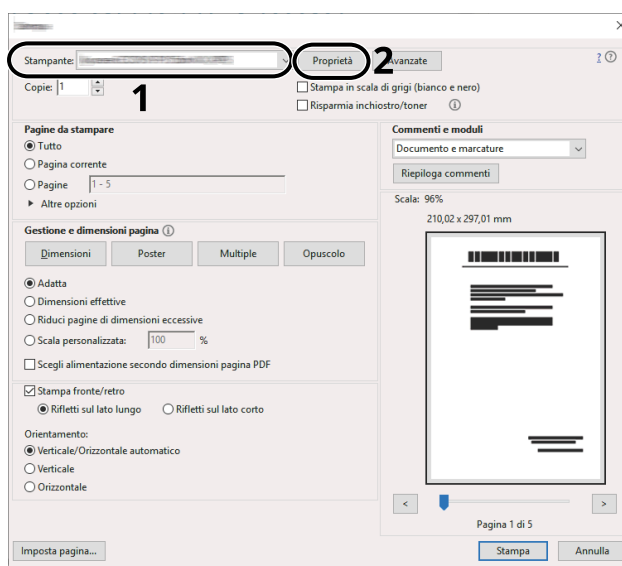 Stampante:
Proprietà
2
Avanzate
?
Copie: 1
1
Stampa in scala di grigi (bianco e nero)
Risparmia inchiostro/toner
Pagine da stampare
Tutto
Pagina corrente
Pagine 1 - 5
Altre opzioni
Gestione e dimensioni pagina
Dimensioni Poster Multiple Opuscolo
Adatta
Dimensioni effettive
Riduci pagine di dimensioni eccessive
Scala personalizzata: 100 %
Scegli alimentazione secondo dimensioni pagina PDF
Stampa fronte/retro
Rifletti sul lato lungo Rifletti sul lato corto
Orientamento:
Verticale/Orizzontale automatico
Verticale
Orizzontale
Commenti e moduli
Documento e marcature
Riepiloga commenti
Scala: 96%
210,02 x 297,01 mm
< >
Pagina 1 di 5
Imposta pagina... Stampa Annulla